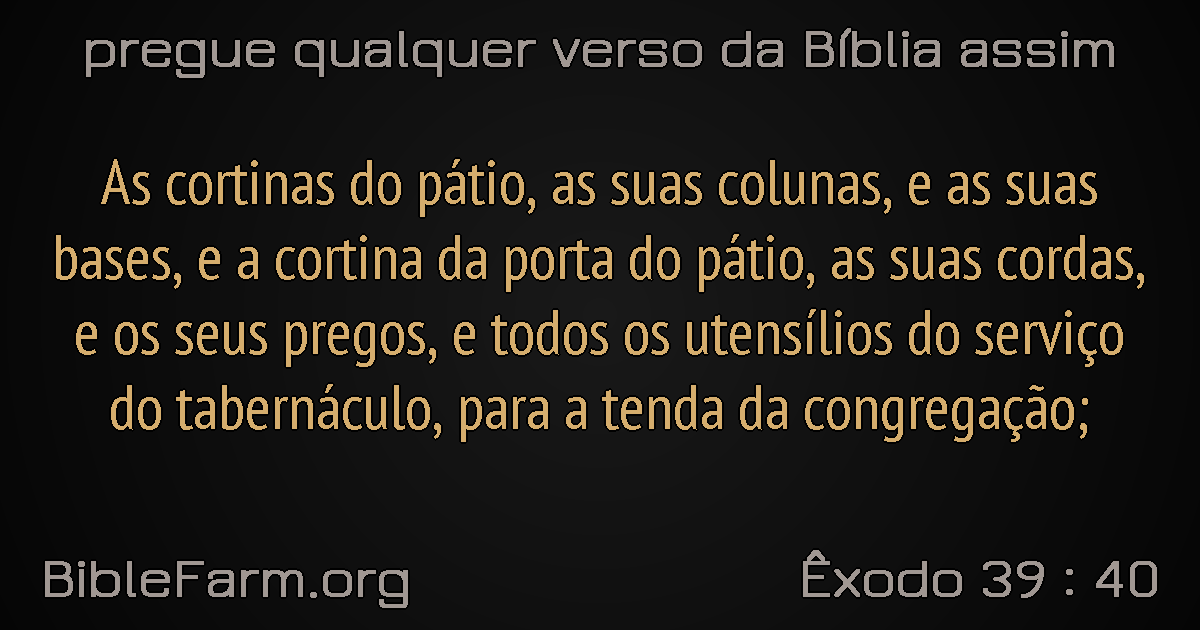 pregue qualquer verso da Bíblia assim
As cortinas do pátio, as suas colunas, e as suas
bases, e a cortina da porta do pátio, as suas cordas,
e os seus pregos, e todos os utensílios do serviço
do tabernáculo, para a tenda da congregação;
BibleFarm.org
Êxodo 39 : 40